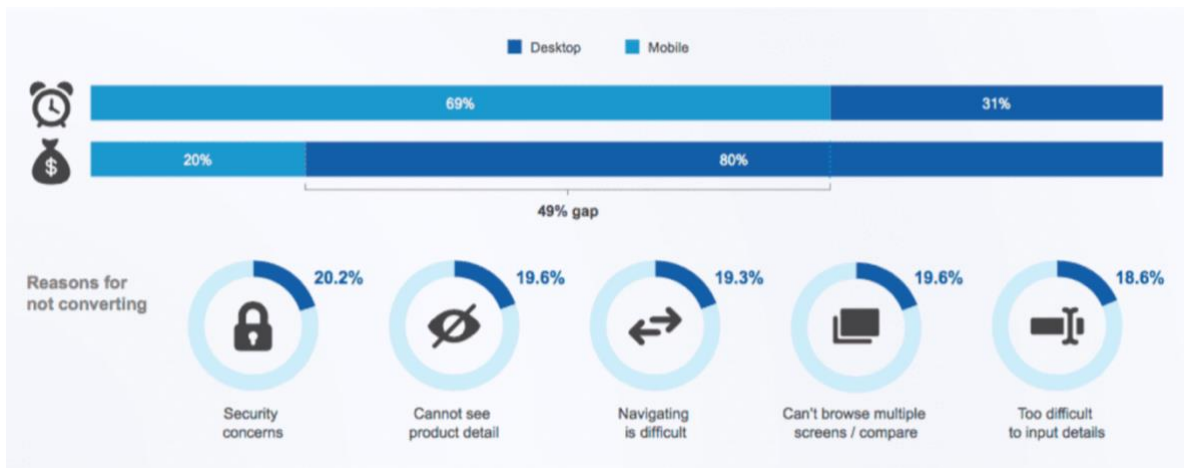 Desktop Mobile
69% 31%
$
20% 80%
49% gap
Reasons for
not converting
20.2%
19.6%
19.3%
19.6%
18.6%
Security
concerns
Cannot see
product detail
Navigating
is difficult
Can't browse multiple
screens / compare
Too difficult
to input details